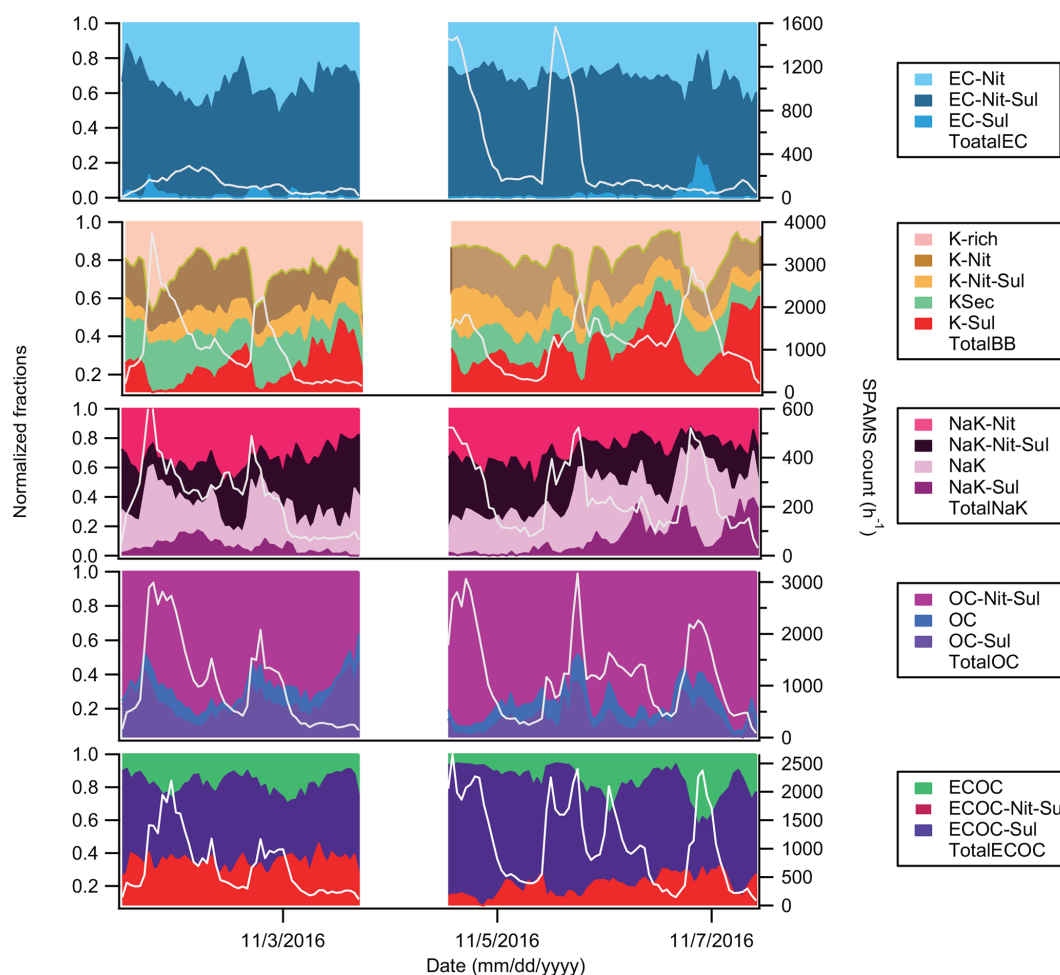 1.0
0.8
0.6
0.4
0.2
0.0
1600
1200
800
400
0
EC-Nit
EC-Nit-Sul
EC-Sul
ToatalEC
1.0
0.8
0.6
0.4
0.2
4000
3000
2000
1000
0
K-rich
K-Nit
K-Nit-Sul
KSec
K-Sul
TotalBB
Normalized fractions
SPAMS count (h-1)
1.0
0.8
0.6
0.4
0.2
0.0
600
400
200
0
NaK-Nit
NaK-Nit-Sul
NaK
NaK-Sul
TotalNaK
1.0
0.8
0.6
0.4
0.2
3000
2000
1000
0
OC-Nit-Sul
OC
OC-Sul
TotalOC
1.0
0.8
0.6
0.4
0.2
2500
2000
1500
1000
500
0
ECOC
ECOC-Nit-Su
ECOC-Sul
TotalECOC
11/3/2016 11/5/2016 11/7/2016
Date (mm/dd/yyyy)